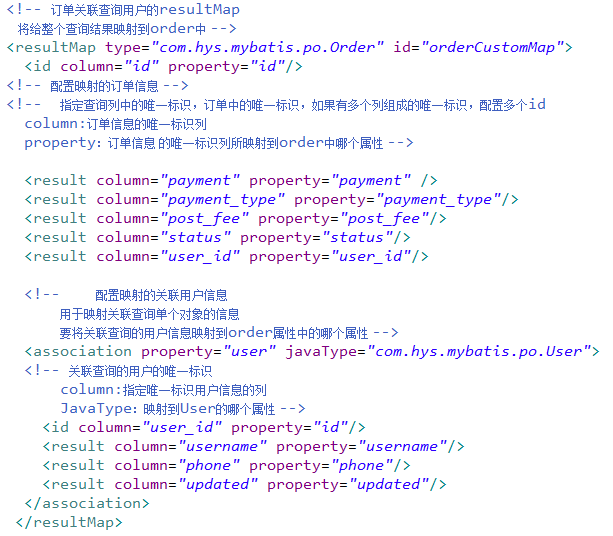 <!-- 订单关联查询用户的resultMap
将给整个查询结果映射到order中 -->
<resultMap type="com.hys.mybatis.po.Order" id="orderCustomMap">
<id column="id" property="id"/>
<!-- 配置映射的订单信息 -->
<!-- 指定查询列中的唯一标识，订单中的唯一标识，如果有多个列组成的唯一标识，配置多个id
column:订单信息的唯一标识列
property：订单信息 的唯一标识列所映射到order中哪个属性 -->
<result column="payment" property="payment" />
<result column="payment_type" property="payment_type"/>
<result column="post_fee" property="post_fee"/>
<result column="status" property="status"/>
<result column="user_id" property="user_id"/>
<!-- 配置映射的关联用户信息
用于映射关联查询单个对象的信息
要将关联查询的用户信息映射到order属性中的哪个属性 -->
<association property="user" javaType="com.hys.mybatis.po.User">
<!-- 关联查询的用户的唯一标识
column:指定唯一标识用户信息的列
JavaType：映射到User的哪个属性 -->
<id column="user_id" property="id"/>
<result column="username" property="username"/>
<result column="phone" property="phone"/>
<result column="updated" property="updated"/>
</association>
</resultMap>